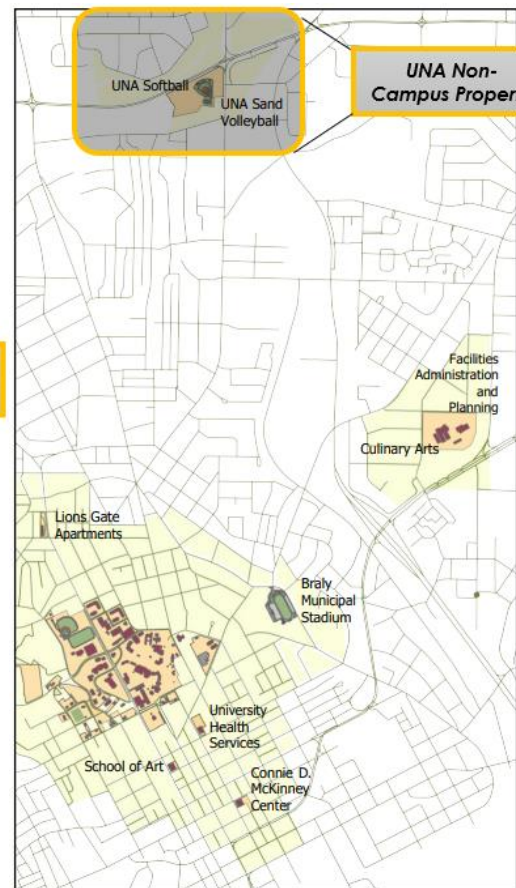 UNA Softball
UNA Sand
Volleyball
UNA Non-
Campus Proper
Facilities
Administration
and
Planning
Culinary Arts
Lions Gate
Apartments
Braly
Municipal
Stadium
University
Health
Services
School of Art
Connie D.
McKinney
Center